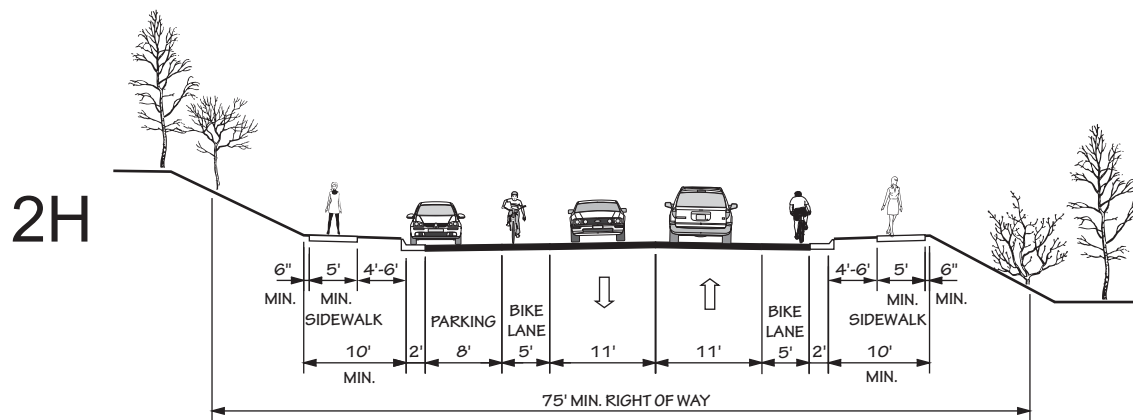 2H
6" 5' 4'-6' 4'-6' 5' 6"
MIN. MIN. MIN. MIN.
SIDEWALK PARKING BIKE LANE BIKE LANE SIDEWALK
10' 2' 8' 5' 11' 11' 5' 2' 10'
MIN. MIN.
75' MIN. RIGHT OF WAY